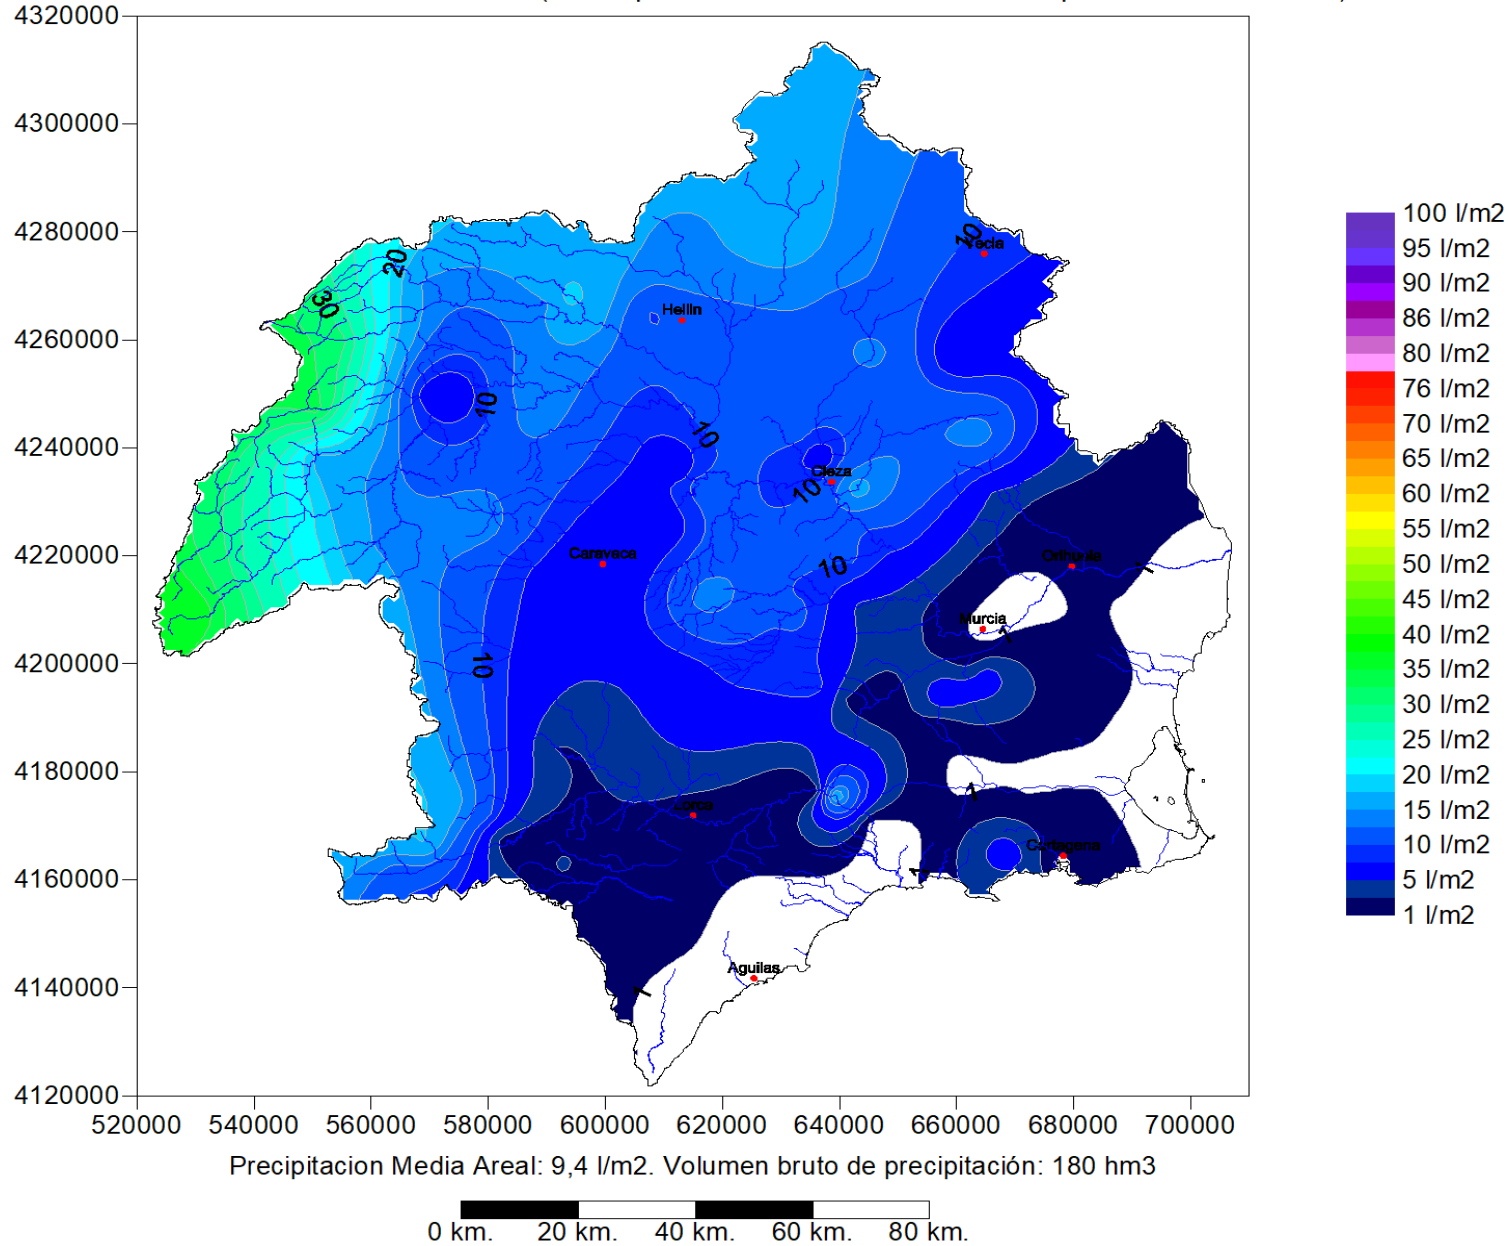 4320000
4300000
4280000
4260000
4240000
4220000
4200000
4180000
4160000
4140000
4120000
520000 540000 560000 580000 600000 620000 640000 660000 680000 700000
10
Yecla
20
30
Hellin
10
10
Cieza
10
10
Caravaca
Orihuela
1
Murcia
1
10
1
Lorca
Cartagena
1
Aguilas
1
100 l/m2
95 l/m2
90 l/m2
86 l/m2
80 l/m2
76 l/m2
70 l/m2
65 l/m2
60 l/m2
55 l/m2
50 l/m2
45 l/m2
40 l/m2
35 l/m2
30 l/m2
25 l/m2
20 l/m2
15 l/m2
10 l/m2
5 l/m2
1 l/m2
Precipitacion Media Areal: 9,4 l/m2. Volumen bruto de precipitación: 180 hm3
0 km. 20 km. 40 km. 60 km. 80 km.